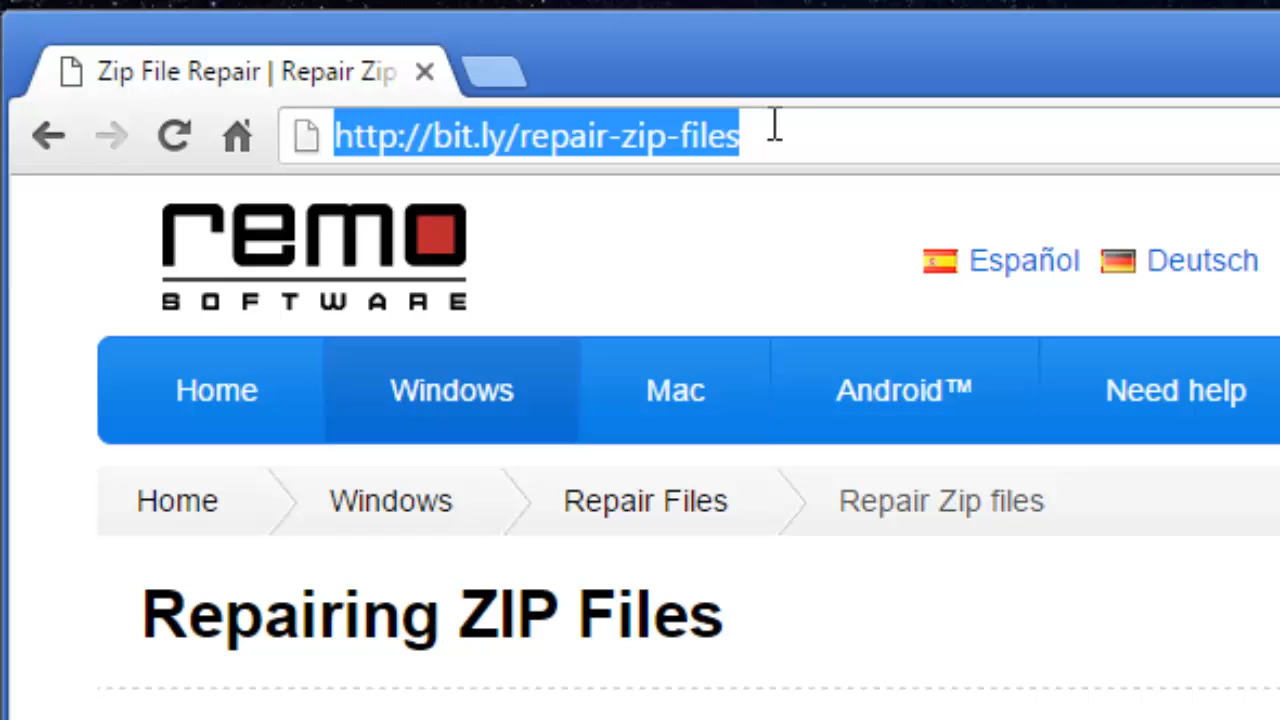 Zip File Repair | Repair Zip
http://bit.ly/repair-zip-files
remo
SOFTWARE
Español Deutsch
Home Windows Mac Android™ Need help
Home Windows Repair Files Repair Zip files
Repairing ZIP Files